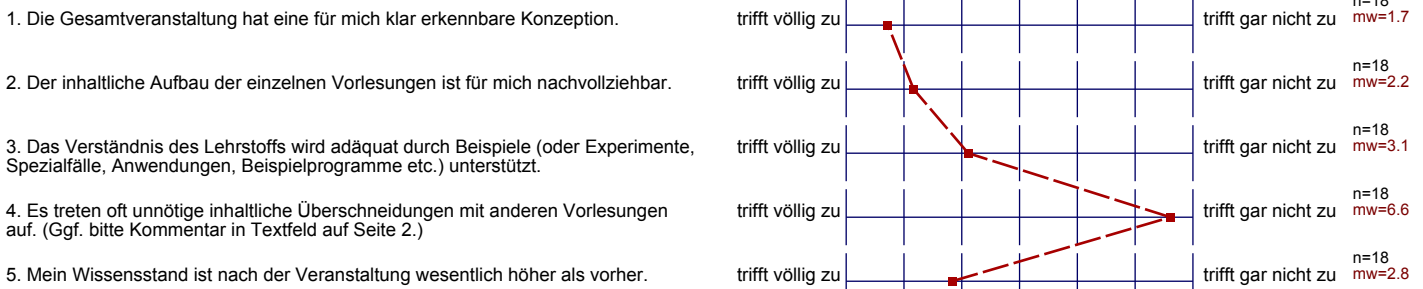 1. Die Gesamtveranstaltung hat eine für mich klar erkennbare Konzeption. trifft völlig zu trifft gar nicht zu n=18
mw=1.7
2. Der inhaltliche Aufbau der einzelnen Vorlesungen ist für mich nachvollziehbar. trifft völlig zu trifft gar nicht zu n=18
mw=2.2
3. Das Verständnis des Lehrstoffs wird adäquat durch Beispiele (oder Experimente,
Spezialfälle, Anwendungen, Beispielprogramme etc.) unterstützt.
trifft völlig zu trifft gar nicht zu n=18
mw=3.1
4. Es treten oft unnötige inhaltliche Überschneidungen mit anderen Vorlesungen
auf. (Ggf. bitte Kommentar in Textfeld auf Seite 2.)
trifft völlig zu trifft gar nicht zu n=18
mw=6.6
5. Mein Wissensstand ist nach der Veranstaltung wesentlich höher als vorher. trifft völlig zu trifft gar nicht zu n=18
mw=2.8